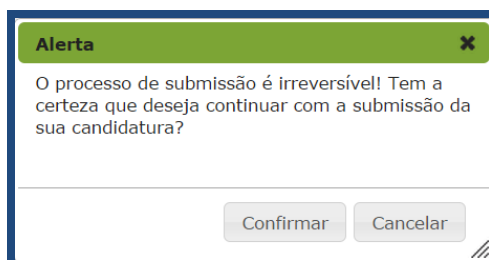 Alerta
O processo de submissão é irreversível! Tem a
certeza que deseja continuar com a submissão da
sua candidatura?
Confirmar Cancelar